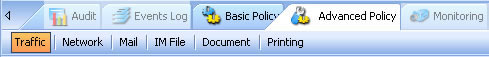 Audit Events Log Basic Policy Advanced Policy Monitoring
Traffic Network Mail IM File Document Printing